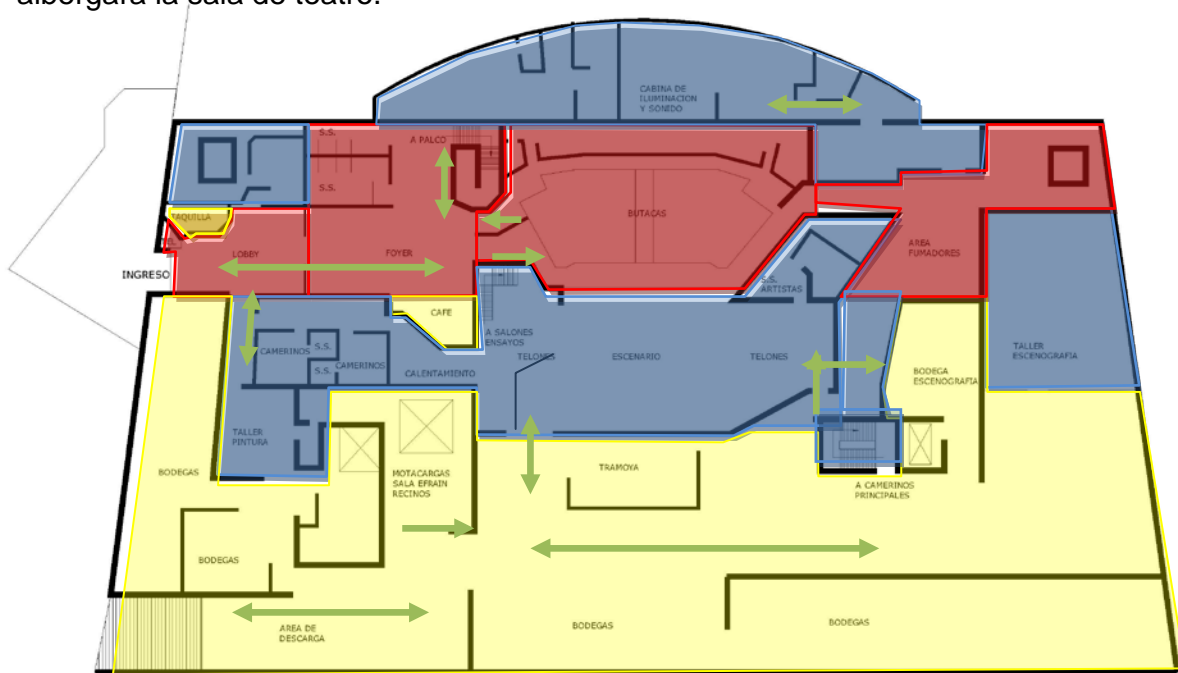 albergará la sala de teatro.
CABINA DE
ILUMINACION
Y SONIDO
S.S.
A PALCO
S.S.
TAQUILLA
BUTACAS
LOBBY
FOYER
AREA
FUMADORES
INGRESO
S.S.
ARTISTAS
CAFE
A SALONES
ENSAYOS
CAMERINOS
S.S.
CAMERINOS
S.S.
CALENTAMIENTO
TELONES
ESCENARIO
TELONES
TALLER
ESCENOGRAFIA
BODEGA
ESCENOGRAFIA
TALLER
PINTURA
BODEGAS
MOTACARGAS
SALA EFRAIN
RECINOS
TRAMOYA
A CAMERINOS
PRINCIPALES
BODEGAS
AREA DE
DESCARGA
BODEGAS
BODEGAS